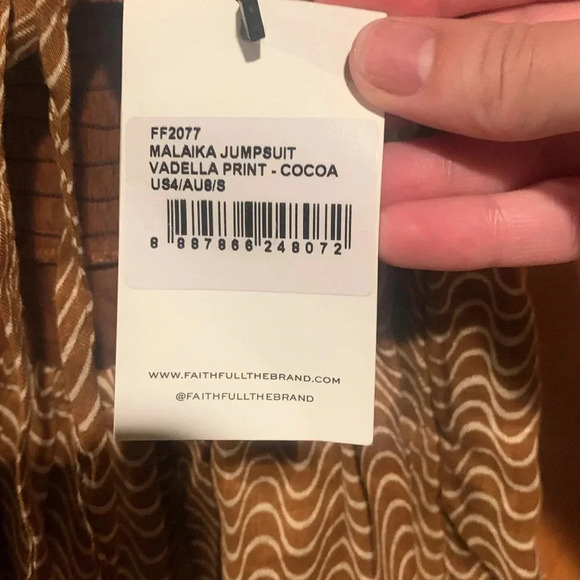 FF2077
MALAIKA JUMPSUIT
VADELLA PRINT - COCOA
US4/AU8/S
8 887866 248072
WWW.FAITHFULLTHEBRAND.COM
@FAITHFULLTHEBRAND